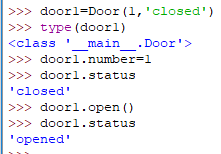 >>> door1=Door(1,'closed')
>>> type(door1)
<class '__main__.Door'>
>>> door1.number=1
>>> door1.status
'closed'
>>> door1.open()
>>> door1.status
'opened'
>>>